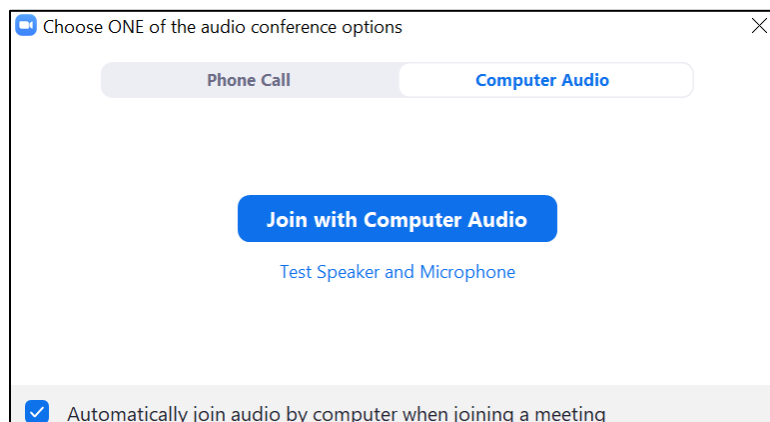 Choose ONE of the audio conference options
Phone Call Computer Audio
Join with Computer Audio
Test Speaker and Microphone
Automatically join audio by computer when joining a meeting